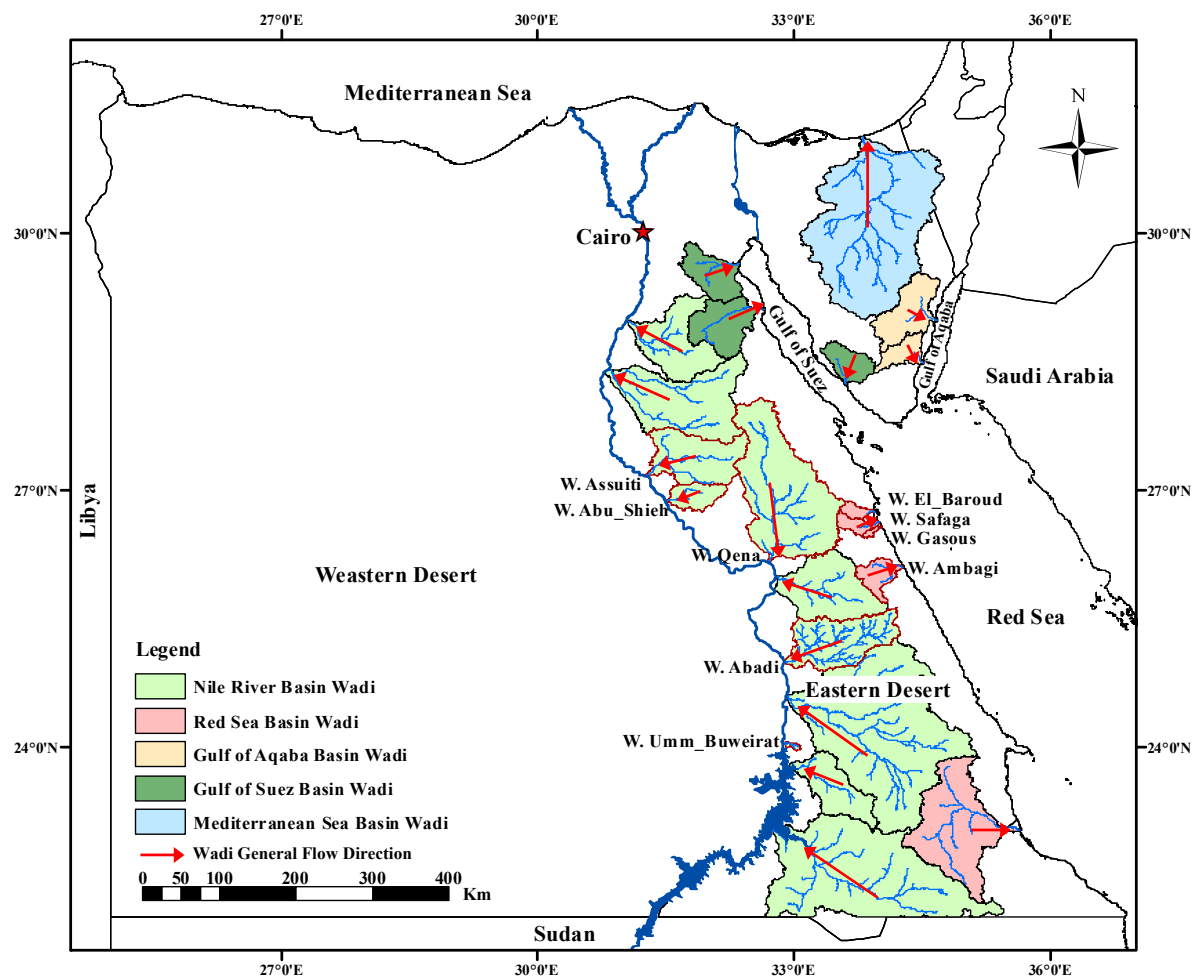 27°0'E 30°0'E 33°0'E 36°0'E
Mediterranean Sea
N
30°0'N
Cairo
30°0'N
Gulf of Suez
Gulf of Aqaba
Saudi Arabia
27°0'N
W. Assuiti
W. Abu_Shieh
W. El_Baroud
27°0'N
W. Safaga
W. Gasous
Libya
W. Qena
W. Ambagi
Weastern Desert
Red Sea
Legend
W. Abadi
Nile River Basin Wadi
Eastern Desert
Red Sea Basin Wadi
24°0'N
W. Umm_Buweirat
24°0'N
Gulf of Aqaba Basin Wadi
Gulf of Suez Basin Wadi
Mediterranean Sea Basin Wadi
Wadi General Flow Direction
0 50 100 200 300 400
Km
Sudan
27°0'E 30°0'E 33°0'E 36°0'E